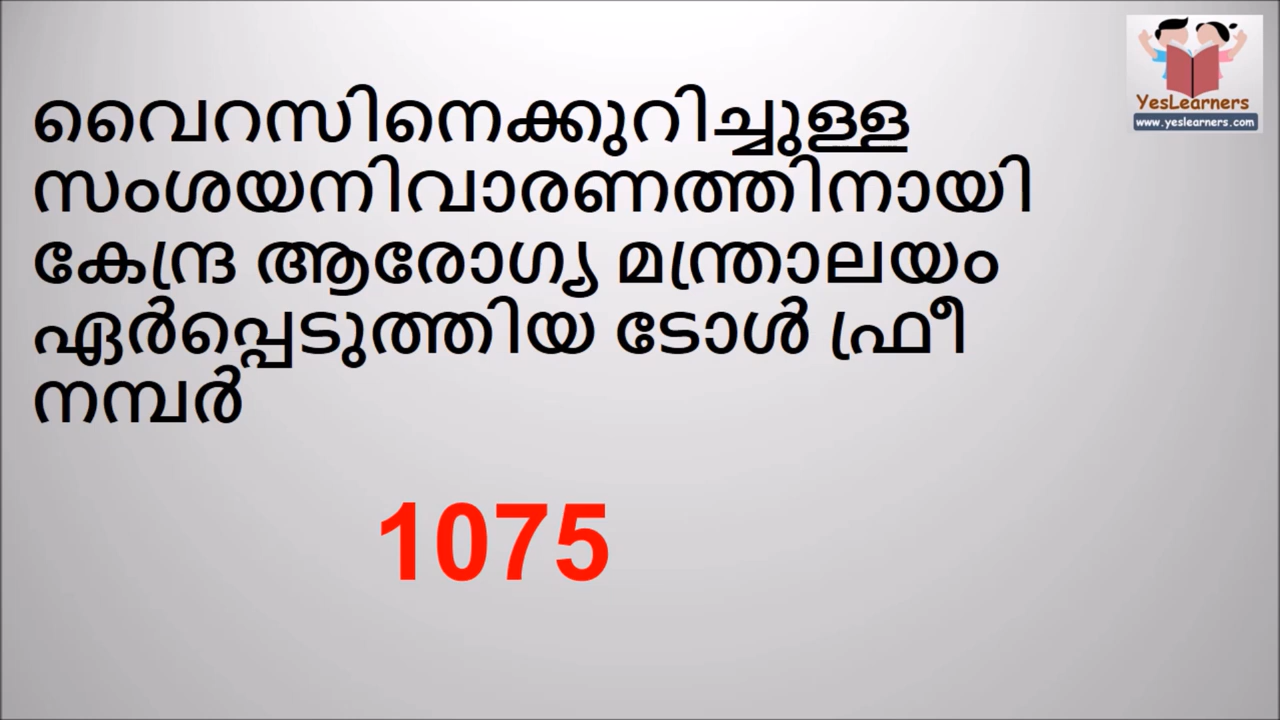 വൈറസിനെക്കുറിച്ചുള്ള
സംശയനിവാരണത്തിനായി
കേന്ദ്ര ആരോഗ്യ മന്ത്രാലയം
ഏർപ്പെടുത്തിയ ടോൾ ഫ്രീ
നമ്പർ
1075
YesLearners
www.yeslearners.com